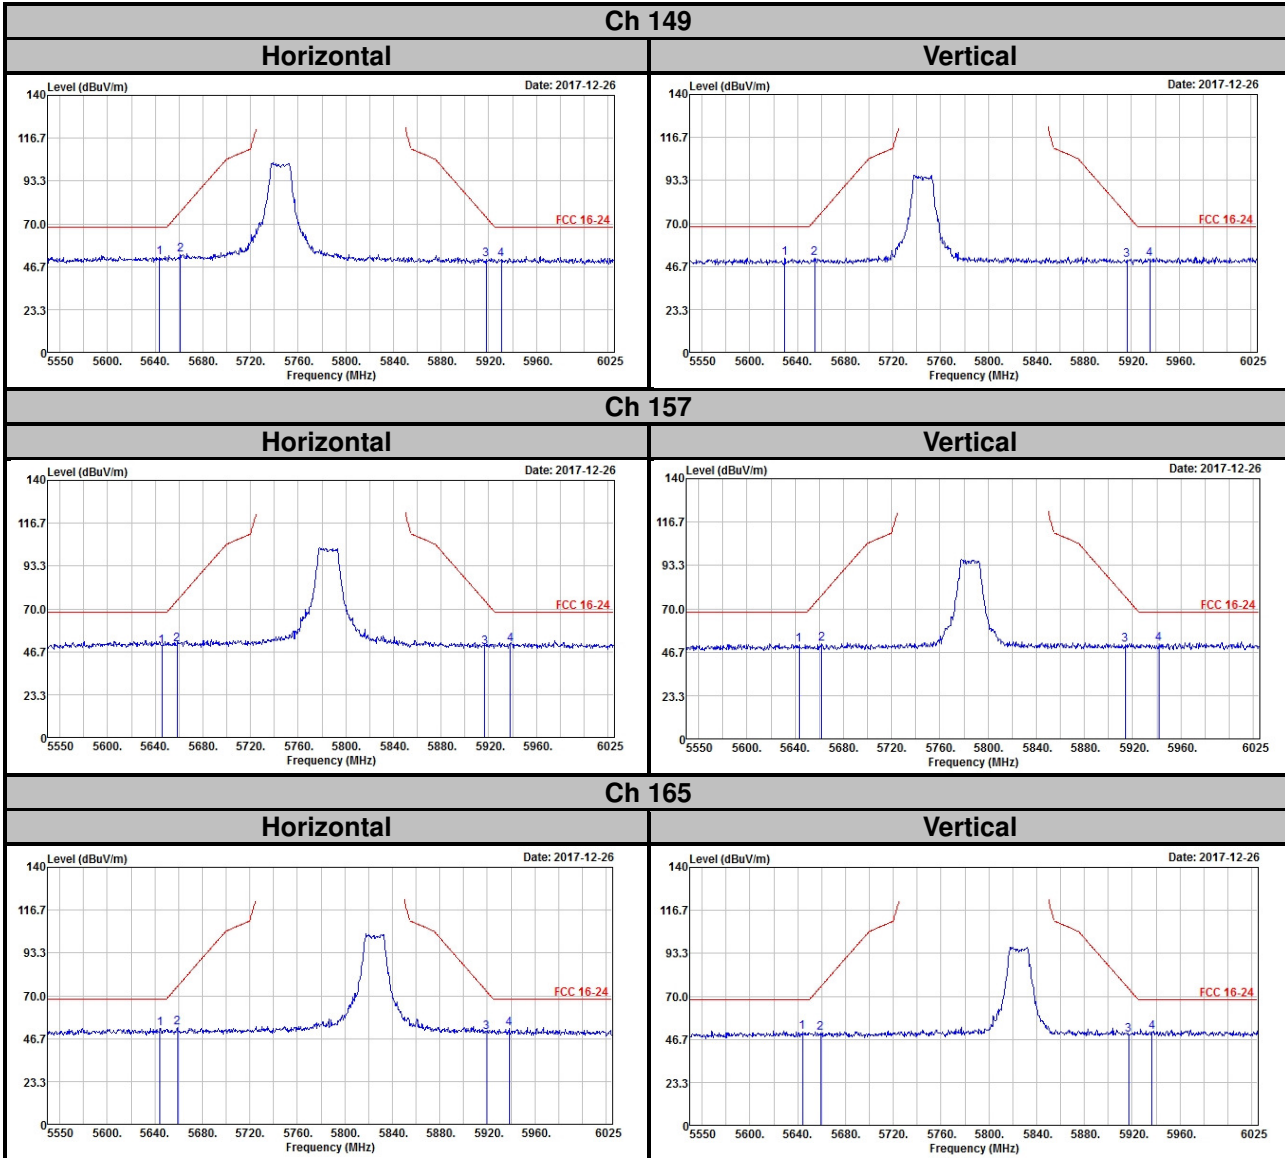 Ch 149
Horizontal Vertical
Level (dBuV/m) Date: 2017-12-26
140
116.7
93.3
70.0
46.7
23.3
0
FCC 16-24
1 2 3 4
5550 5600. 5640. 5680. 5720. 5760. 5800. 5840. 5880. 5920. 5960. 6025
Frequency (MHz)
Level (dBuV/m) Date: 2017-12-26
140
116.7
93.3
70.0
46.7
23.3
0
FCC 16-24
1 2 3 4
5550 5600. 5640. 5680. 5720. 5760. 5800. 5840. 5880. 5920. 5960. 6025
Frequency (MHz)
Ch 157
Horizontal Vertical
Level (dBuV/m) Date: 2017-12-26
140
116.7
93.3
70.0
46.7
23.3
0
FCC 16-24
1 2 3 4
5550 5600. 5640. 5680. 5720. 5760. 5800. 5840. 5880. 5920. 5960. 6025
Frequency (MHz)
Level (dBuV/m) Date: 2017-12-26
140
116.7
93.3
70.0
46.7
23.3
0
FCC 16-24
1 2 3 4
5550 5600. 5640. 5680. 5720. 5760. 5800. 5840. 5880. 5920. 5960. 6025
Frequency (MHz)
Ch 165
Horizontal Vertical
Level (dBuV/m) Date: 2017-12-26
140
116.7
93.3
70.0
46.7
23.3
0
FCC 16-24
1 2 3 4
5550 5600. 5640. 5680. 5720. 5760. 5800. 5840. 5880. 5920. 5960. 6025
Frequency (MHz)
Level (dBuV/m) Date: 2017-12-26
140
116.7
93.3
70.0
46.7
23.3
0
FCC 16-24
1 2 3 4
5550 5600. 5640. 5680. 5720. 5760. 5800. 5840. 5880. 5920. 5960. 6025
Frequency (MHz)